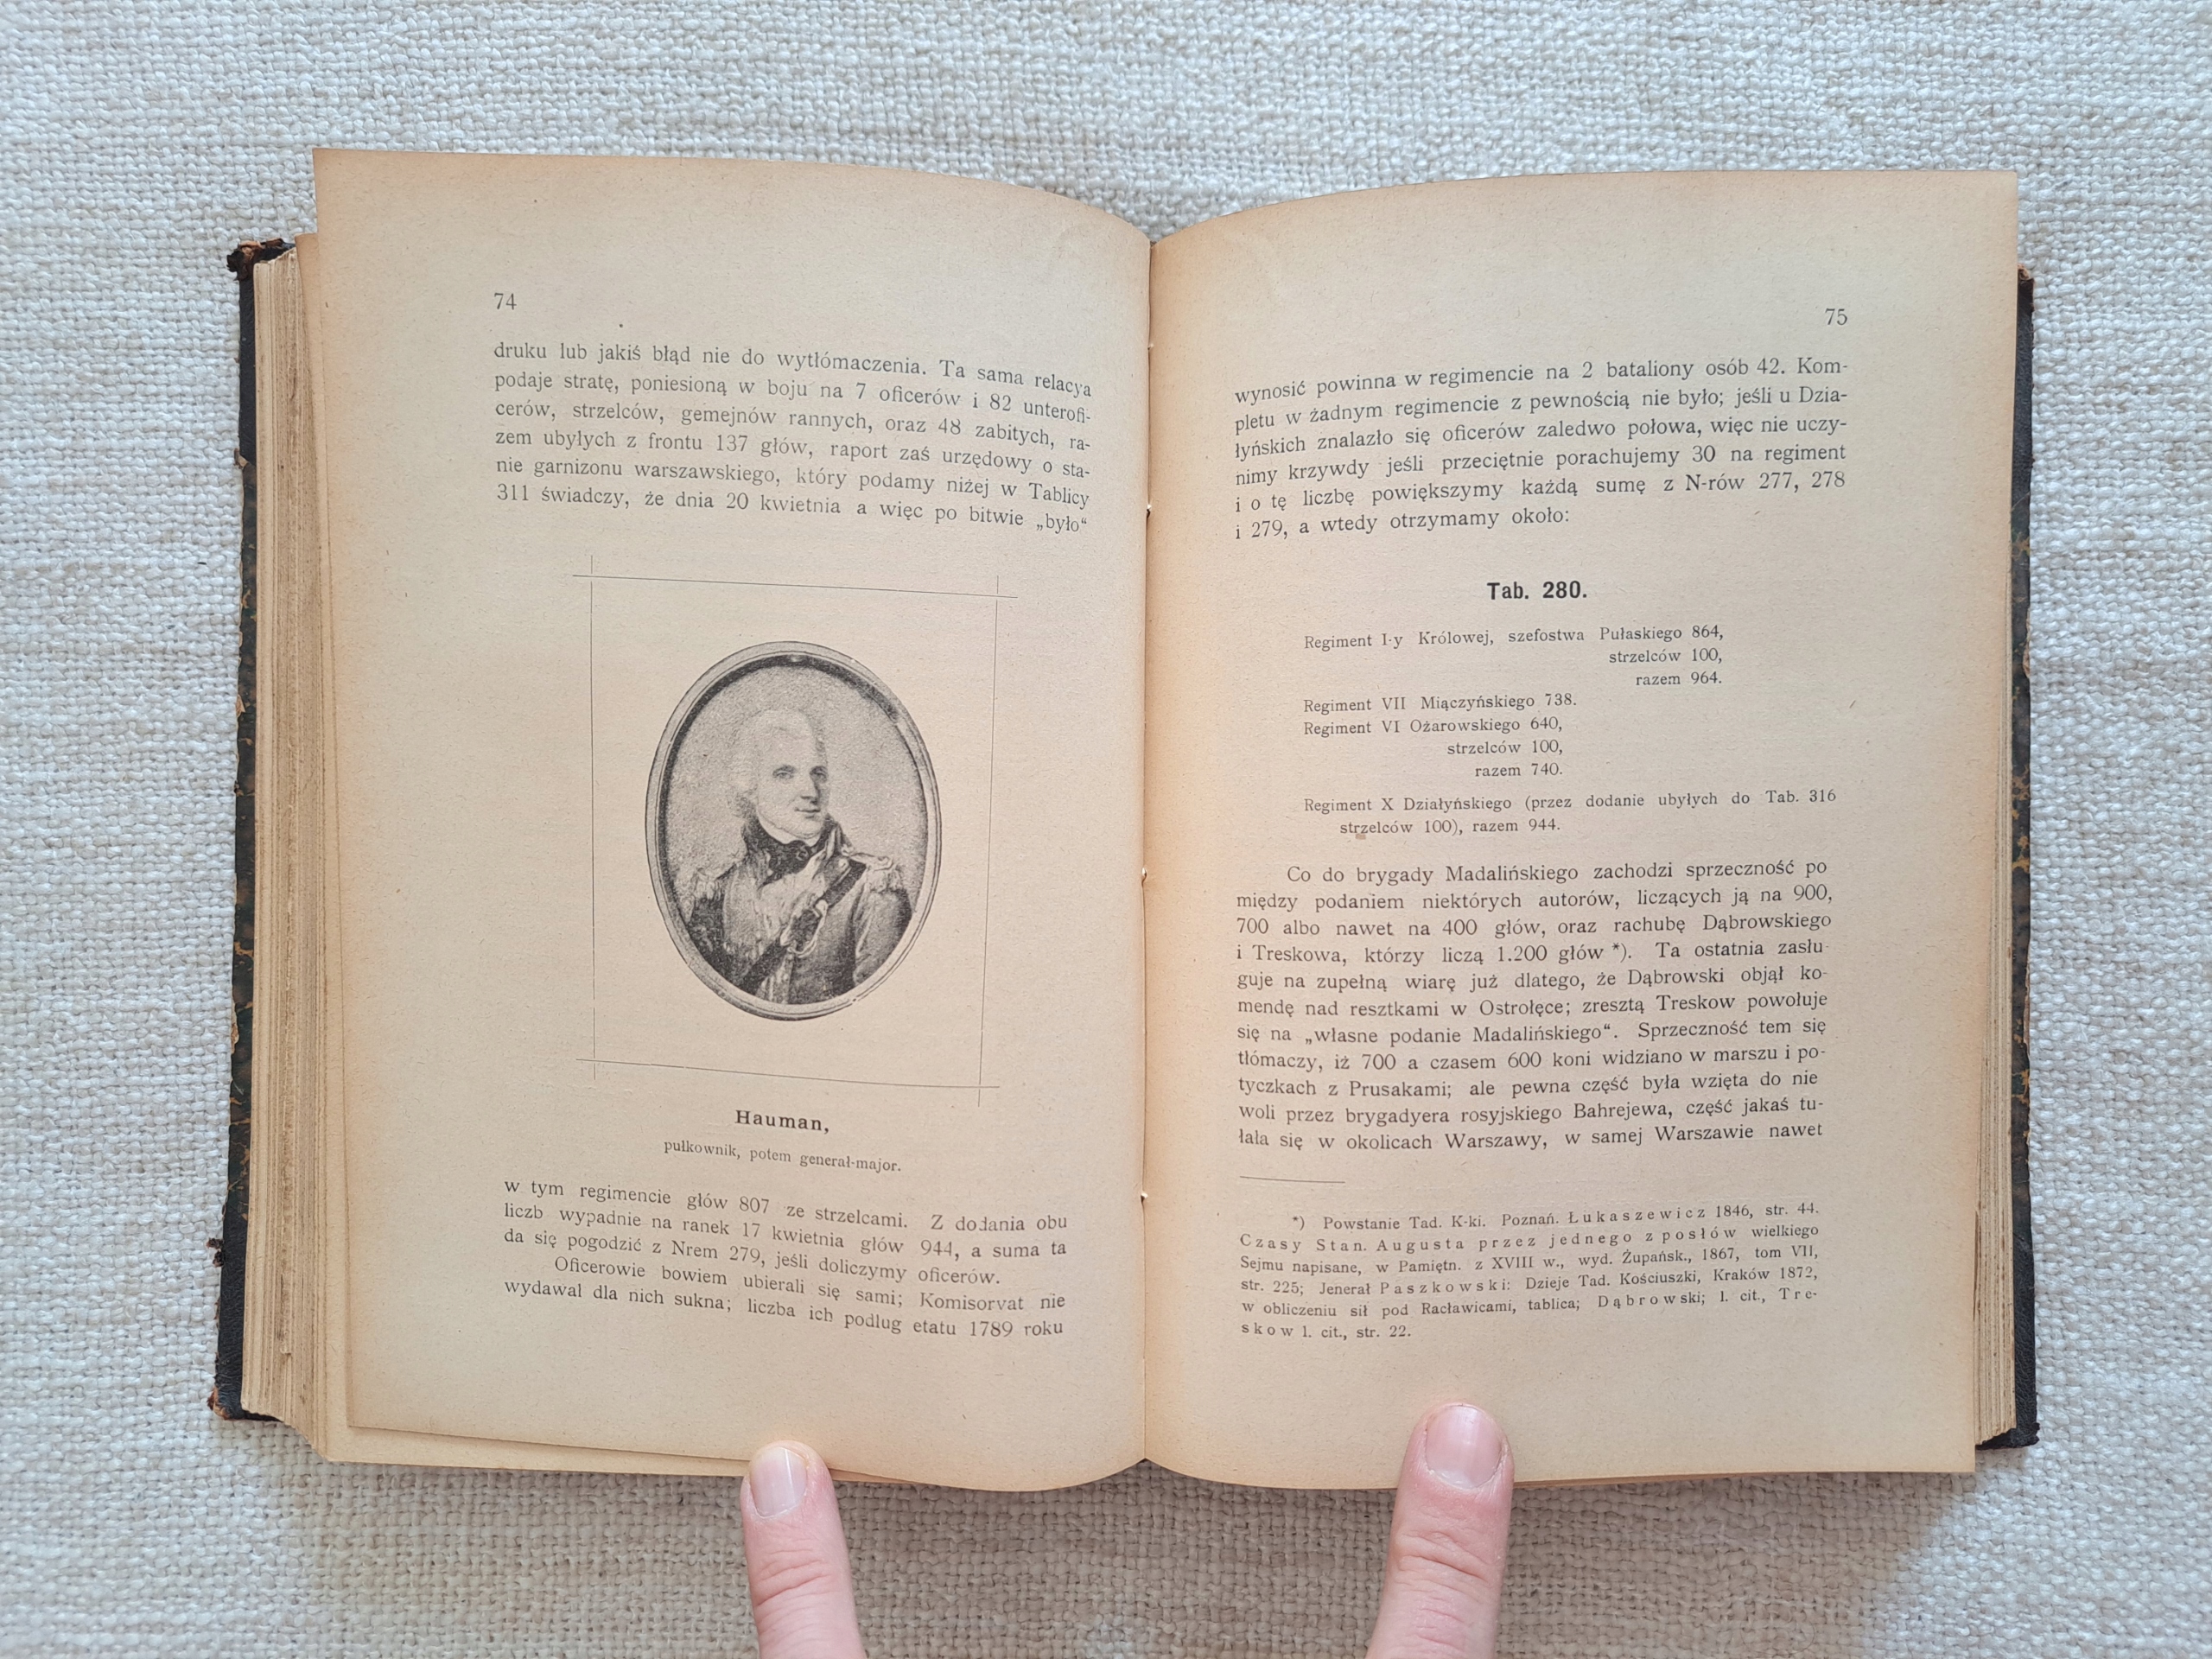 74
druku lub jakiś błąd nie do wytłómaczenia. Ta sama relacya
podaje stratę, poniesioną w boju na 7 oficerów i 82 unterofi-
cerów, strzelców, gemejnów rannych, oraz 48 zabitych, ra-
zem ubyłych z frontu 137 głów, raport zaś urzędowy o sta-
nie garnizonu warszawskiego, który podamy niżej w Tablicy
311 świadczy, że dnia 20 kwietnia a więc po bitwie „było“
Hauman,
pułkownik, potem generał-major.
w tym regimencie głów 807 ze strzelcami. Z dodania obu
liczb wypadnie na ranek 17 kwietnia głów 944, a suma ta
da się pogodzić z Nrem 279, jeśli doliczymy oficerów.
Oficerowie bowiem ubierali się sami; Komisorvat nie
wydawal dla nich sukna; liczba ich podlug etatu 1789 roku
75
wynosić powinna w regimencie na 2 bataliony osób 42. Kom-
pletu w żadnym regimencie z pewnością nie było; jeśli u Dzia-
łyńskich znalazło się oficerów zaledwo połowa, więc nie uczy-
nimy krzywdy jeśli przeciętnie porachujemy 30 na regiment
i o tę liczbę powiększymy każdą sumę z N-rów 277, 278
i 279, a wtedy otrzymamy około:
Tab. 280.
Regiment I-y Królowej, szefostwa Pułaskiego 864,
strzelców 100,
razem 964.
Regiment VII Miączyńskiego 738.
Regiment VI Ożarowskiego 640,
strzelców 100,
razem 740.
Regiment X Działyńskiego (przez dodanie ubyłych do Tab. 316
strzelców 100), razem 944.
Co do brygady Madalińskiego zachodzi sprzeczność po
między podaniem niektórych autorów, liczących ją na 900,
700 albo nawet na 400 głów, oraz rachubę Dąbrowskiego
i Treskowa, którzy liczą 1.200 głów *). Ta ostatnia zasłu-
guje na zupełną wiarę już dlatego, że Dąbrowski objął ko-
mendę nad resztkami w Ostrołęce; zresztą Treskow powołuje
się na „własne podanie Madalińskiego“. Sprzeczność tem się
tłómaczy, iż 700 a czasem 600 koni widziano w marszu i po-
tyczkach z Prusakami; ale pewna część była wzięta do nie
woli przez brygadyera rosyjskiego Bahrejewa, część jakaś tu-
łała się w okolicach Warszawy, w samej Warszawie nawet
*) Powstanie Tad. K-ki. Poznań. Łukaszewicz 1846, str. 44.
Czasy Stan. Augusta przez jednego z posłów wielkiego
Sejmu napisane, w Pamiętn. z XVIII w., wyd. Żupańsk., 1867, tom VII,
str. 225; Jenerał Paszkowski: Dzieje Tad. Kościuszki, Kraków 1872,
w obliczeniu sił pod Racławicami, tablica; Dąbrowski; l. cit., Tre-
skow l. cit., str. 22.